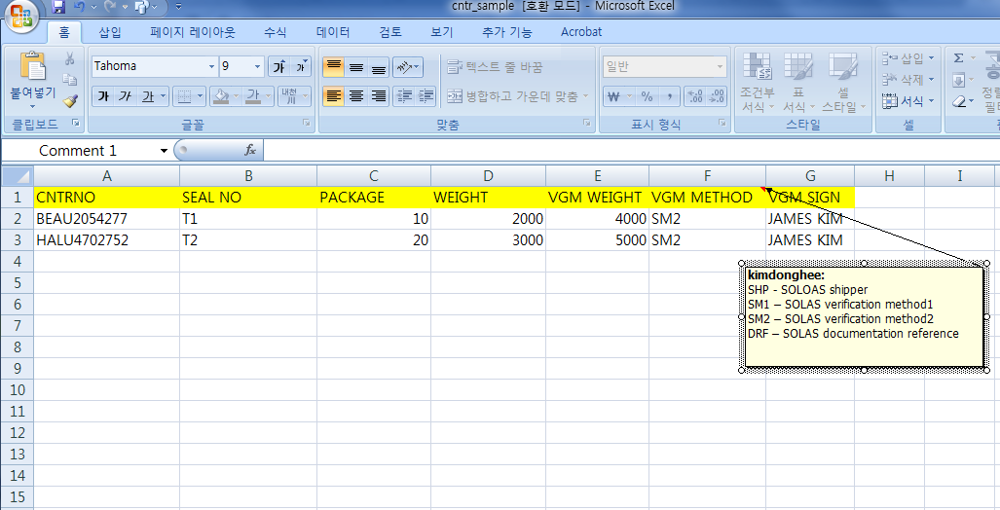 cntr_sample [호환 모드] - Microsoft Excel
홈 삽입 페이지 레이아웃 수식 데이터 검토 보기 추가 기능 Acrobat
Tahoma 9 가 가 텍스트 줄 바꿈 일반 삽입
붙여넣기 가 가 가 가 내천 병합하고 가운데 맞춤 ₩ % , .00 .0 조건부 서식 표 서식 셀 스타일 삭제 서식
클립보드 글꼴 맞춤 표시 형식 스타일 셀
Comment 1 fx
A B C D E F G H I
1 CNTRNO SEAL NO PACKAGE WEIGHT VGM WEIGHT VGM METHOD VGM SIGN
2 BEAU2054277 T1 10 2000 4000 SM2 JAMES KIM
3 HALU4702752 T2 20 3000 5000 SM2 JAMES KIM
4
5
kimdonghee:
6 SHP - SOLOAS shipper
SM1 – SOLAS verification method1
7 SM2 – SOLAS verification method2
8 DRF – SOLAS documentation reference
9
10
11
12
13
14
15